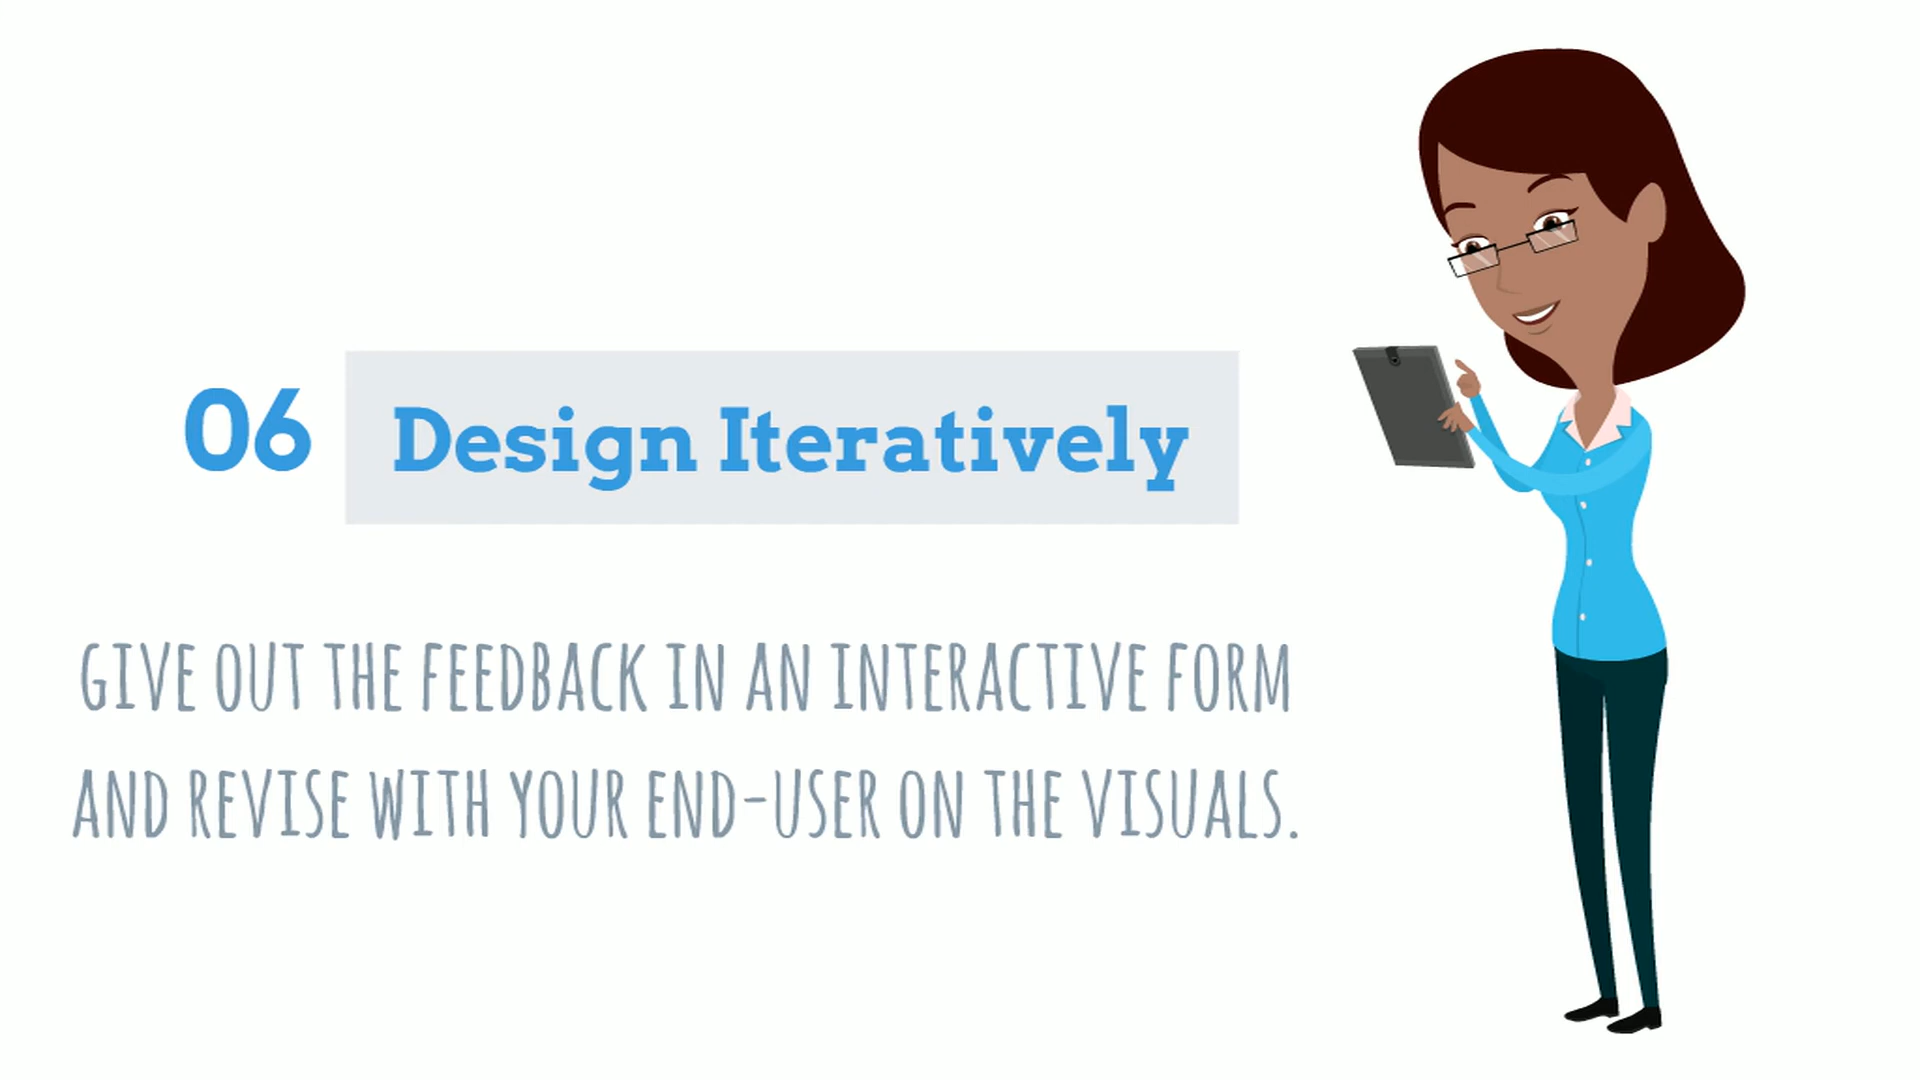 06 Design Iteratively
GIVE OUT THE FEEDBACK IN AN INTERACTIVE FORM
AND REVISE WITH YOUR END-USER ON THE VISUALS.